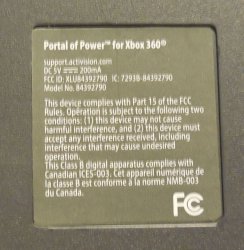 Portal of Power™ for Xbox 360®
support.activision.com
DC 5V ⎓ 200mA
FCC ID: XLU84392790 IC: 7293B-84392790
Model: 84392790
This device complies with Part 15 of the FCC
Rules. Operation is subject to the following two
conditions: (1) this device may not cause
harmful interference, and (2) this device must
accept any interference received, including
interference that may cause undesired
operation.
This Class B digital apparatus complies with
Canadian ICES-003. Cet appareil numérique de
la classe B est conforme à la norme NMB-003
du Canada.
FC